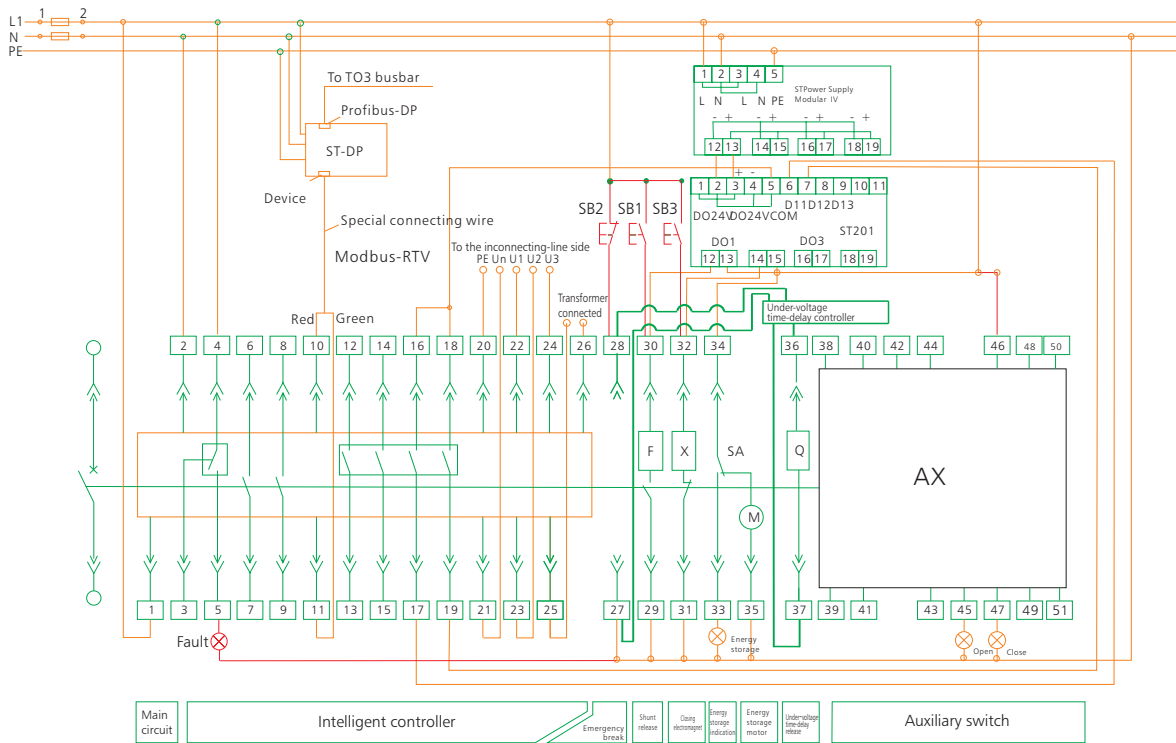 1 2
L1
N
PE
To TO3 busbar
Profibus-DP
ST-DP
Device
Special connecting wire
Modbus-RTV
Red Green
1 2 3 4 5
L N L N PE
STPower Supply
Modular IV
- + - + - + - +
12 13 14 15 16 17 18 19
+ -
1 2 3 4 5 6 7 8 9 10 11
D11 D12 D13
DO24V DO24VCOM
ST201
DO1 DO3
12 13 14 15 16 17 18 19
SB2 SB1 SB3
To the inconnecting-line side
PE Un U1 U2 U3
Transformer
connected
Under-voltage
time-delay controller
2 4 6 8 10 12 14 16 18 20 22 24 26 28 30 32 34 36 38 40 42 44 46 48 50
F X SA Q
AX
M
1 3 5 7 9 11 13 15 17 19 21 23 25 27 29 31 33 35 37 39 41 43 45 47 49 51
Fault
Energy
storage
Open Close
Main
circuit
Intelligent controller
Emergency
break
Shunt
release
Closing
electromagnet
Energy
storage
indication
Energy
storage
motor
Under-voltage
time-delay
release
Auxiliary switch